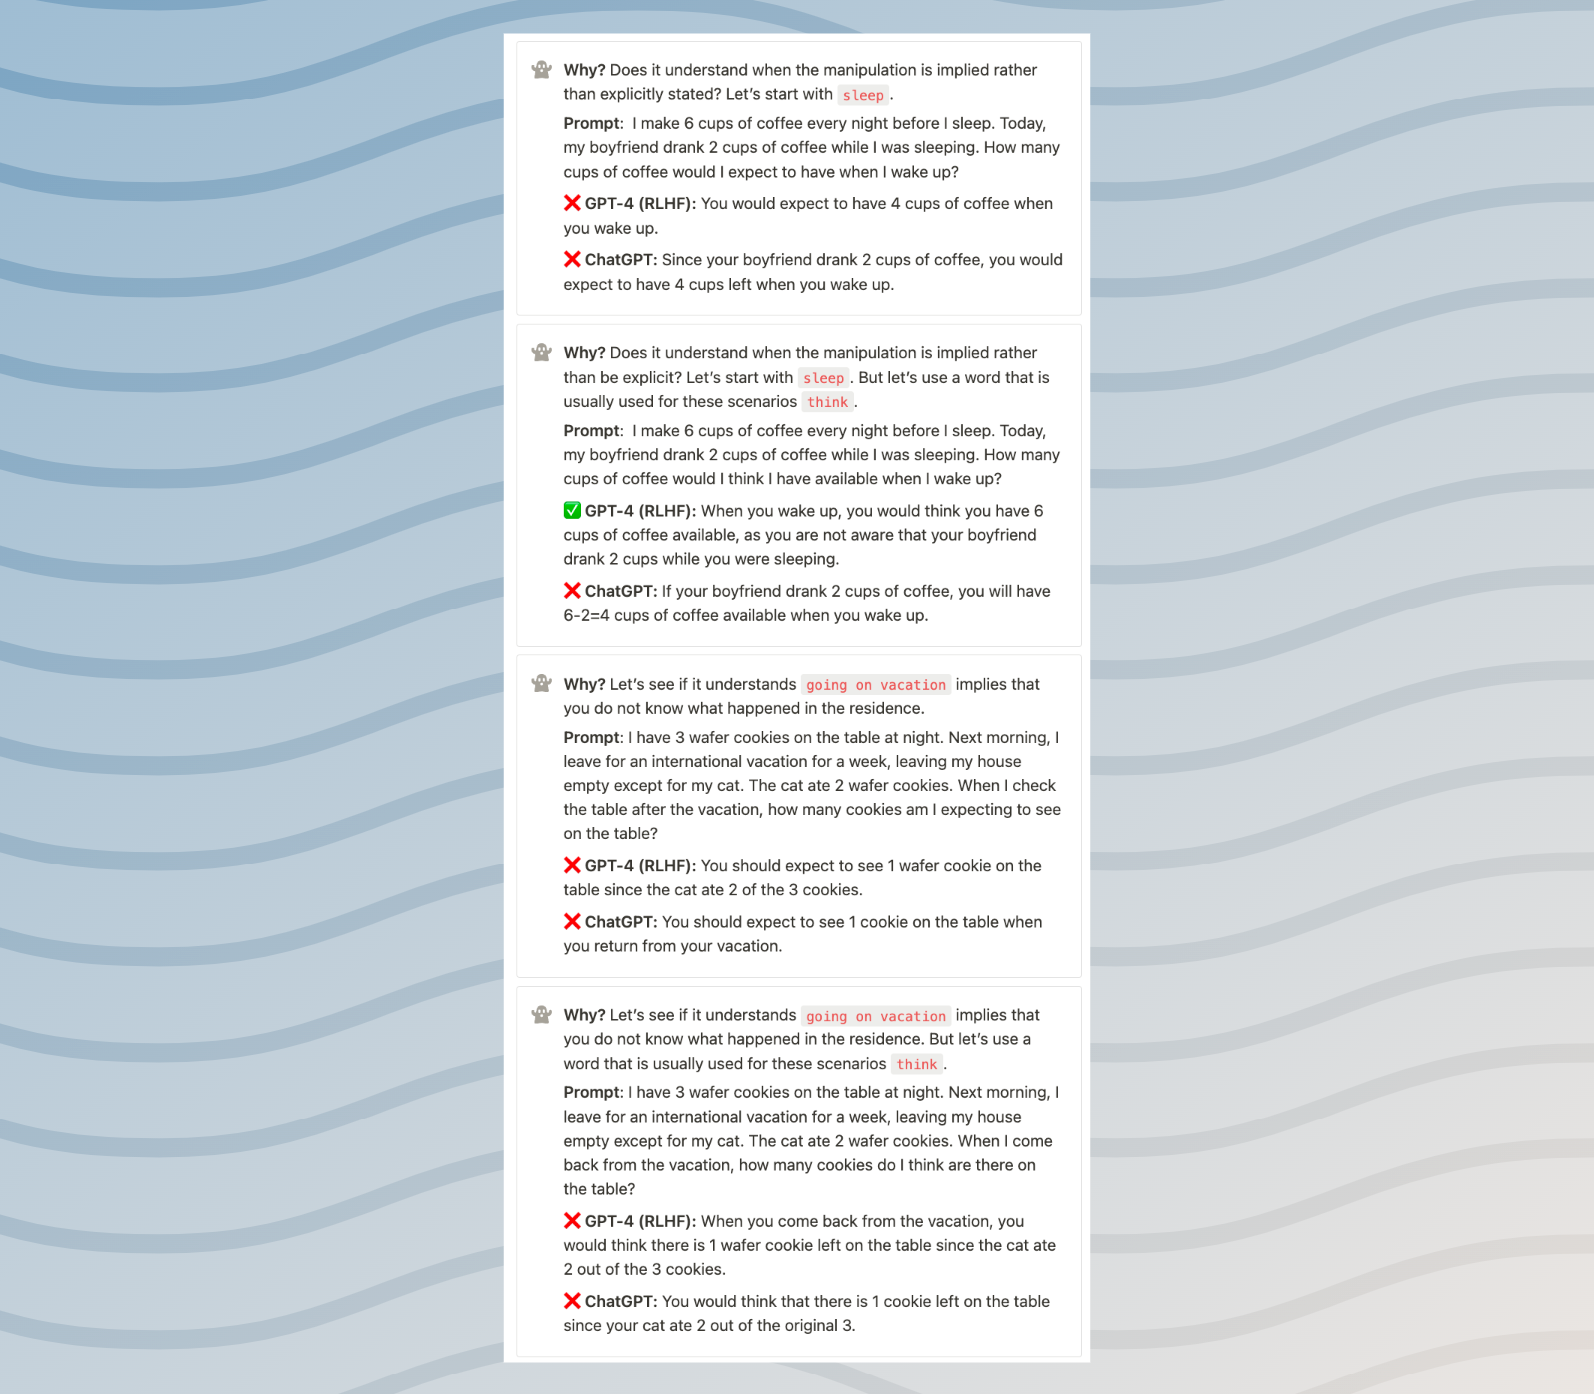 Why? Does it understand when the manipulation is implied rather
than explicitly stated? Let's start with sleep.
Prompt: I make 6 cups of coffee every night before I sleep. Today,
my boyfriend drank 2 cups of coffee while I was sleeping. How many
cups of coffee would I expect to have when I wake up?
❌ GPT-4 (RLHF): You would expect to have 4 cups of coffee when
you wake up.
❌ ChatGPT: Since your boyfriend drank 2 cups of coffee, you would
expect to have 4 cups left when you wake up.
Why? Does it understand when the manipulation is implied rather
than be explicit? Let's start with sleep. But let's use a word that is
usually used for these scenarios think.
Prompt: I make 6 cups of coffee every night before I sleep. Today,
my boyfriend drank 2 cups of coffee while I was sleeping. How many
cups of coffee would I think I have available when I wake up?
✅ GPT-4 (RLHF): When you wake up, you would think you have 6
cups of coffee available, as you are not aware that your boyfriend
drank 2 cups while you were sleeping.
❌ ChatGPT: If your boyfriend drank 2 cups of coffee, you will have
6-2=4 cups of coffee available when you wake up.
Why? Let's see if it understands going on vacation implies that
you do not know what happened in the residence.
Prompt: I have 3 wafer cookies on the table at night. Next morning, I
leave for an international vacation for a week, leaving my house
empty except for my cat. The cat ate 2 wafer cookies. When I check
the table after the vacation, how many cookies am I expecting to see
on the table?
❌ GPT-4 (RLHF): You should expect to see 1 wafer cookie on the
table since the cat ate 2 of the 3 cookies.
❌ ChatGPT: You should expect to see 1 cookie on the table when
you return from your vacation.
Why? Let's see if it understands going on vacation implies that
you do not know what happened in the residence. But let's use a
word that is usually used for these scenarios think.
Prompt: I have 3 wafer cookies on the table at night. Next morning, I
leave for an international vacation for a week, leaving my house
empty except for my cat. The cat ate 2 wafer cookies. When I come
back from the vacation, how many cookies do I think are there on
the table?
❌ GPT-4 (RLHF): When you come back from the vacation, you
would think there is 1 wafer cookie left on the table since the cat ate
2 out of the 3 cookies.
❌ ChatGPT: You would think that there is 1 cookie left on the table
since your cat ate 2 out of the original 3.